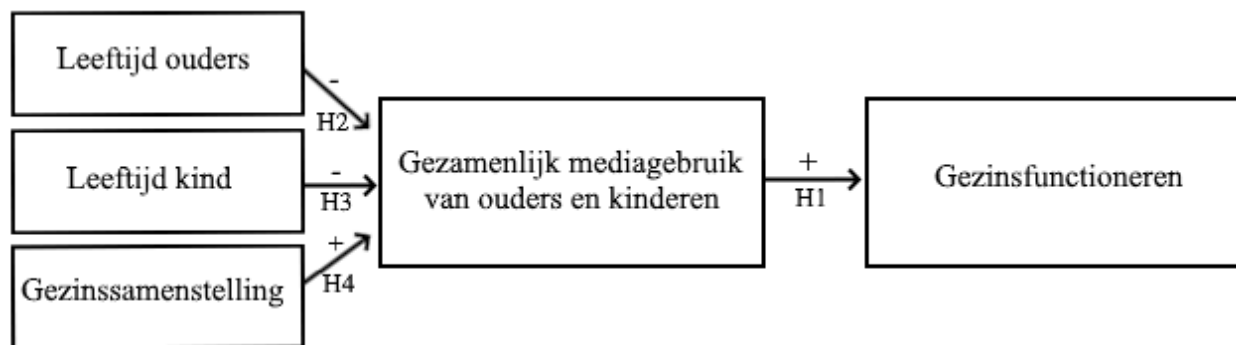 Leeftijd ouders
-
H2
Leeftijd kind
-
H3
Gezinssamenstelling
+
H4
Gezamenlijk mediagebruik
van ouders en kinderen
+
H1
Gezinsfunctioneren